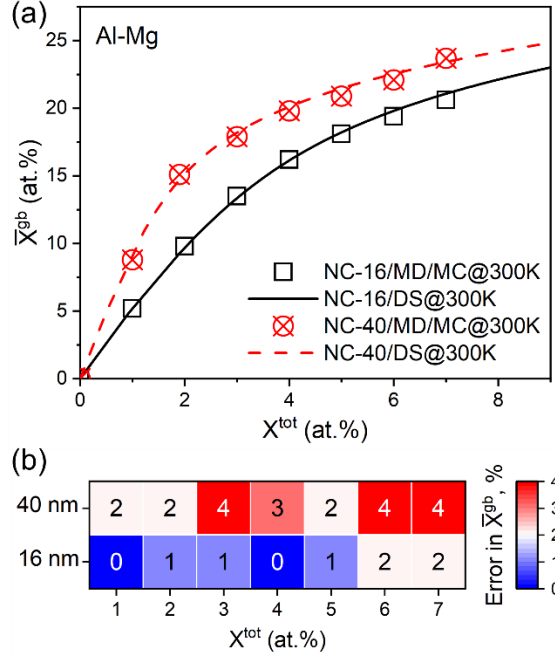 (a)
Al-Mg
25
20
15
10
5
0
X̅ᵍᵇ (at.%)
NC-16/MD/MC@300K
NC-16/DS@300K
NC-40/MD/MC@300K
NC-40/DS@300K
0 2 4 6 8
Xᵗᵒᵗ (at.%)
(b)
40 nm 2 2 4 3 2 4 4
16 nm 0 1 1 0 1 2 2
1 2 3 4 5 6 7
Xᵗᵒᵗ (at.%)
Error in X̅ᵍᵇ, %
4
3
2
1
0